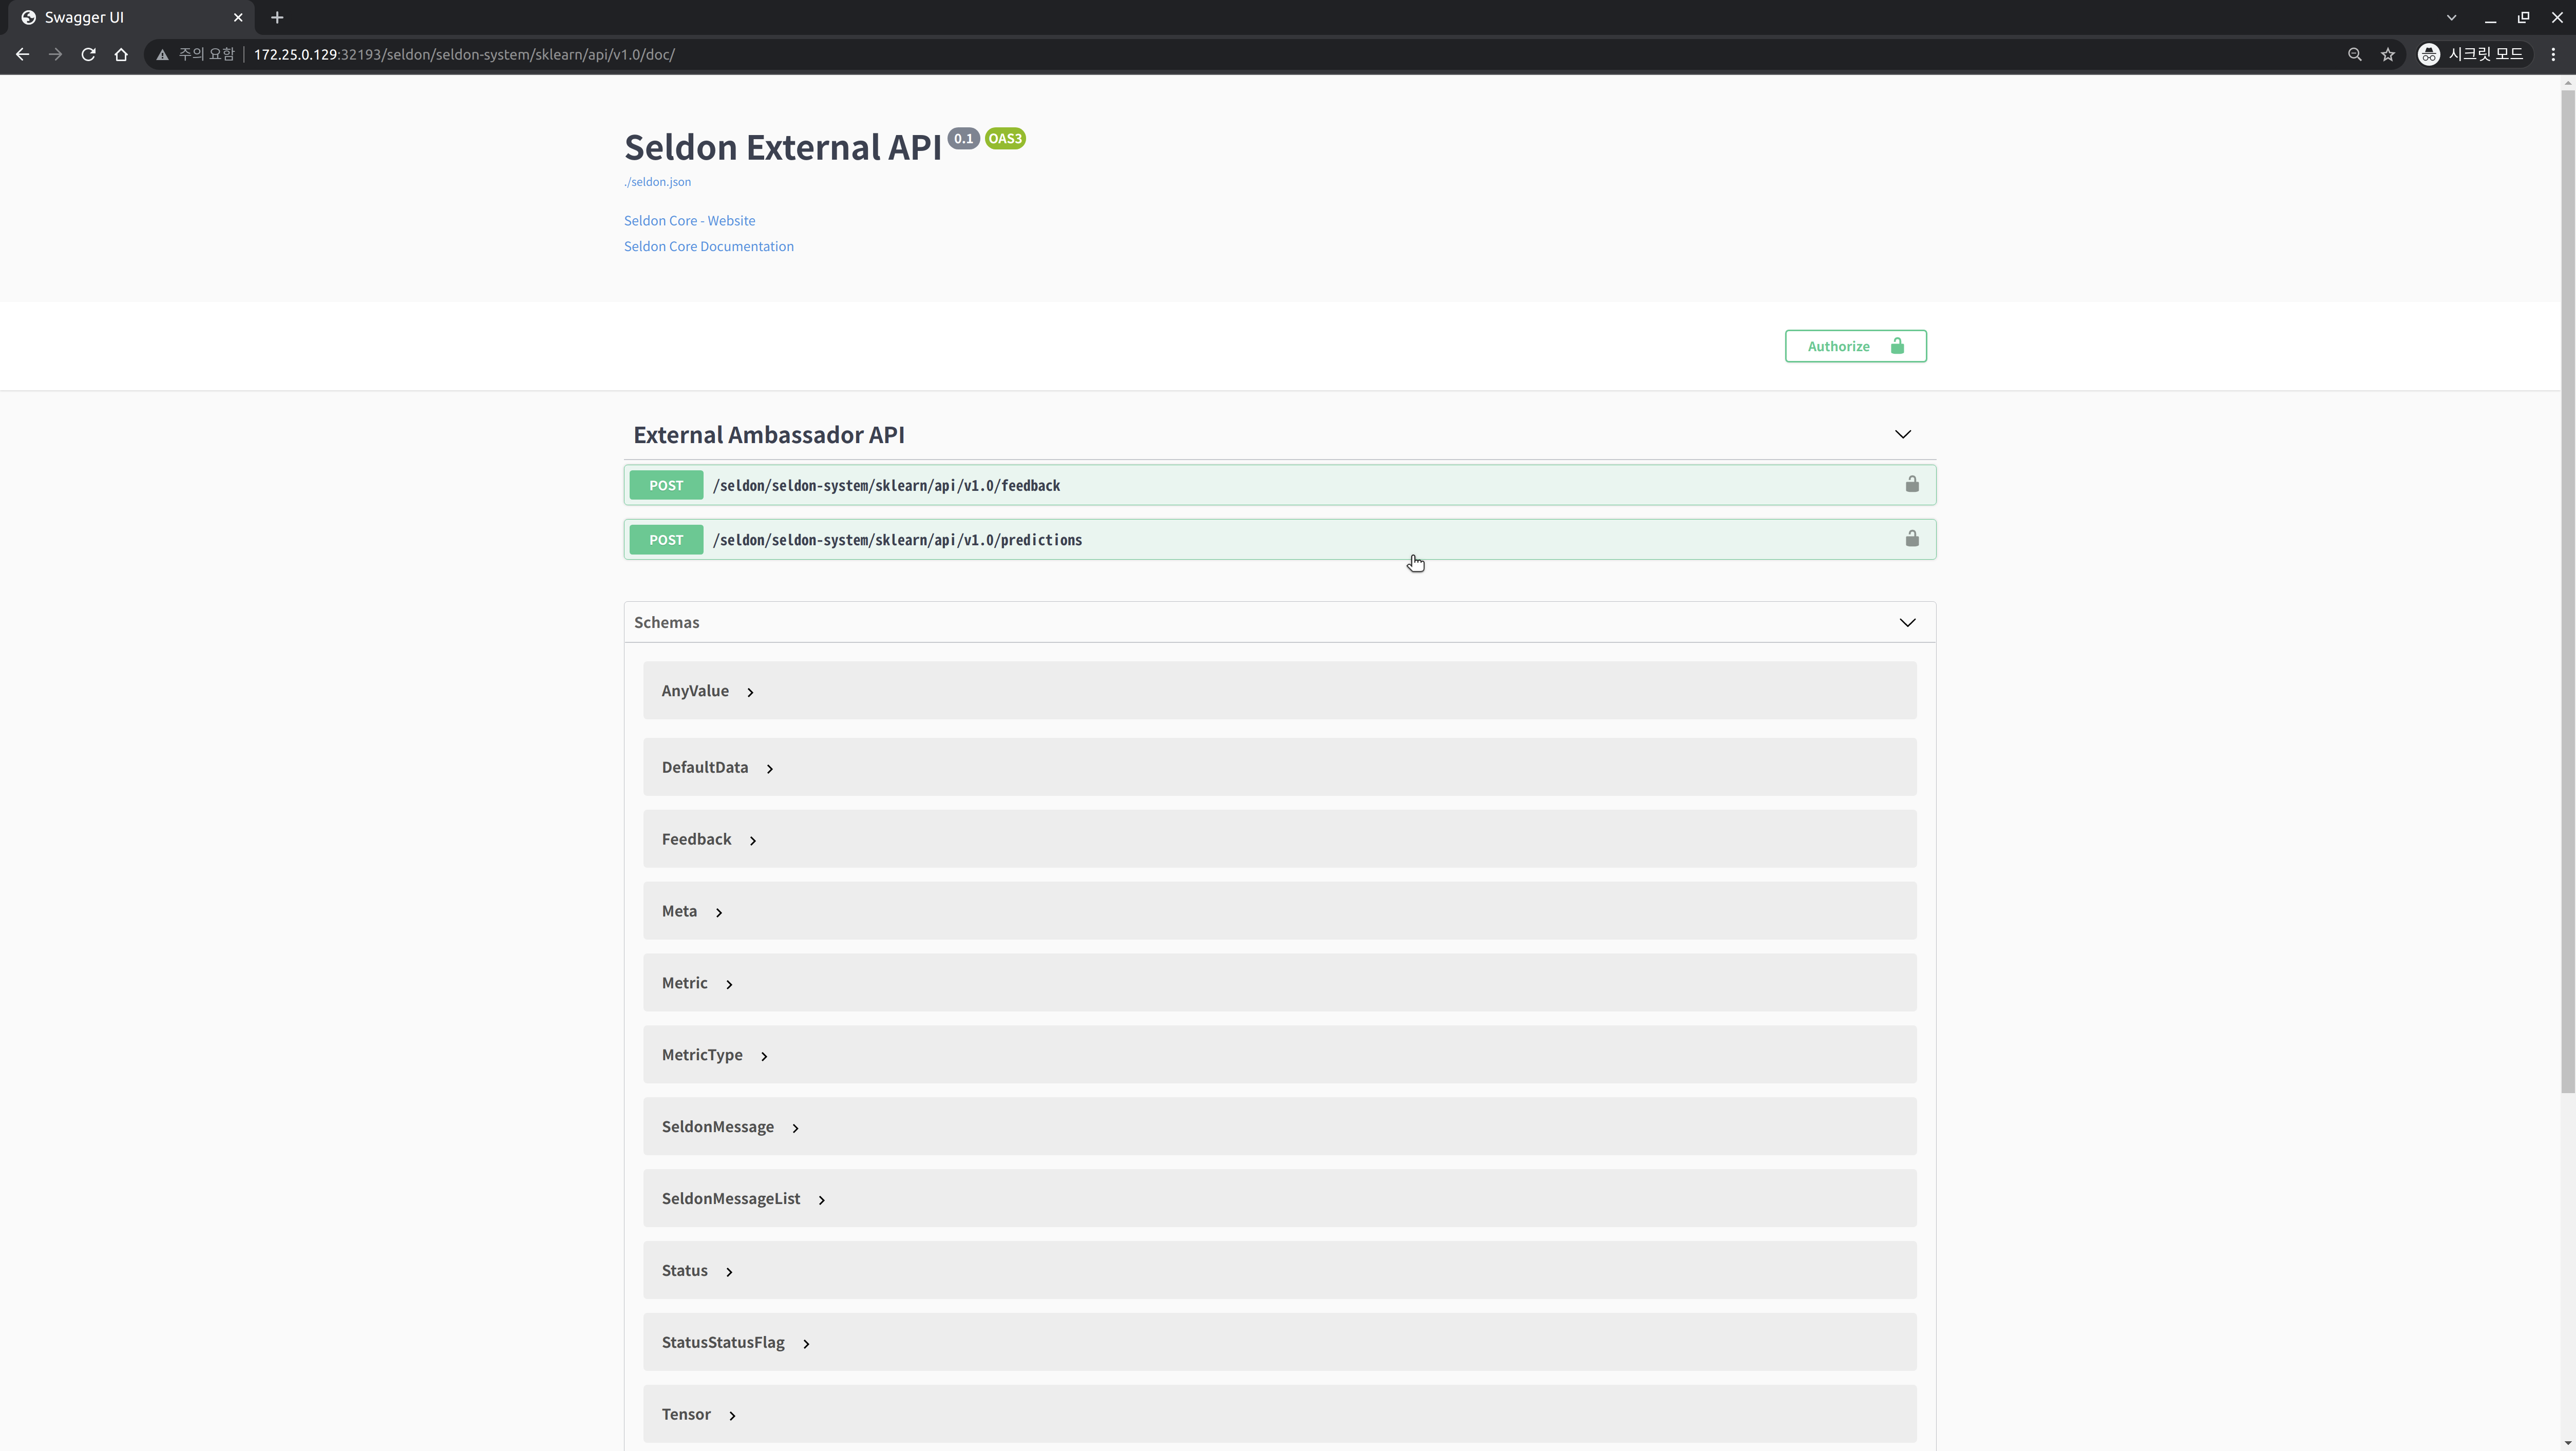 Swagger UI
주의 요함 172.25.0.129:32193/seldon/seldon-system/sklearn/api/v1.0/doc/
시크릿 모드
Seldon External API 0.1 OAS3
./seldon.json
Seldon Core - Website
Seldon Core Documentation
Authorize
External Ambassador API
POST /seldon/seldon-system/sklearn/api/v1.0/feedback
POST /seldon/seldon-system/sklearn/api/v1.0/predictions
Schemas
AnyValue
DefaultData
Feedback
Meta
Metric
MetricType
SeldonMessage
SeldonMessageList
Status
StatusStatusFlag
Tensor